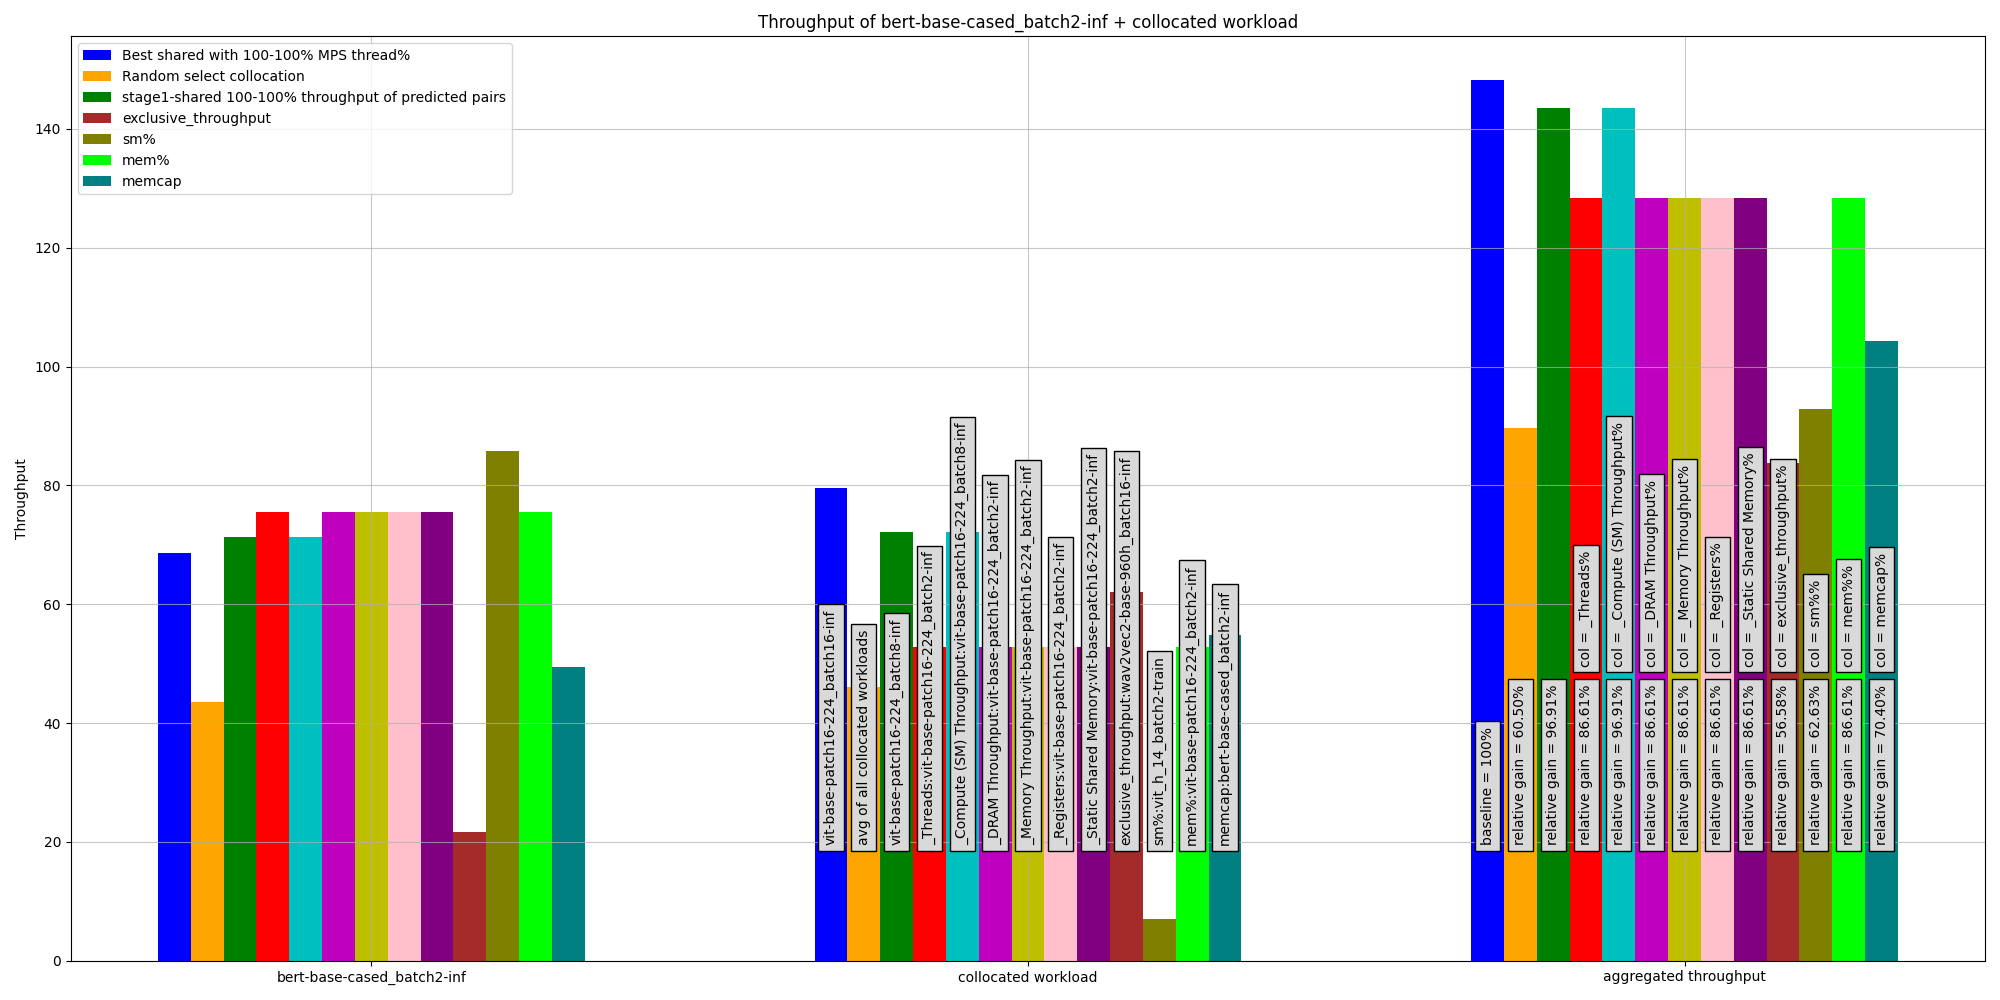 Throughput of bert-base-cased_batch2-inf + collocated workload
Best shared with 100-100% MPS thread%
Random select collocation
stage1-shared 100-100% throughput of predicted pairs
exclusive_throughput
sm%
mem%
memcap
Throughput
140
120
100
80
60
40
20
0
vit-base-patch16-224_batch16-inf
avg of all collocated workloads
vit-base-patch16-224_batch8-inf
_Threads:vit-base-patch16-224_batch2-inf
_Compute (SM) Throughput:vit-base-patch16-224_batch8-inf
_DRAM Throughput:vit-base-patch16-224_batch2-inf
_Memory Throughput:vit-base-patch16-224_batch2-inf
_Registers:vit-base-patch16-224_batch2-inf
_Static Shared Memory:vit-base-patch16-224_batch2-inf
exclusive_throughput:wav2vec2-base-960h_batch16-inf
sm%:vit_h_14_batch2-train
mem%:vit-base-patch16-224_batch2-inf
memcap:bert-base-cased_batch2-inf
col = _Threads%
col = _Compute (SM) Throughput%
col = _DRAM Throughput%
col = _Memory Throughput%
col = _Registers%
col = _Static Shared Memory%
col = exclusive_throughput%
col = sm%%
col = mem%%
col = memcap%
baseline = 100%
relative gain = 60.50%
relative gain = 96.91%
relative gain = 86.61%
relative gain = 96.91%
relative gain = 86.61%
relative gain = 86.61%
relative gain = 86.61%
relative gain = 86.61%
relative gain = 56.58%
relative gain = 62.63%
relative gain = 86.61%
relative gain = 70.40%
bert-base-cased_batch2-inf
collocated workload
aggregated throughput